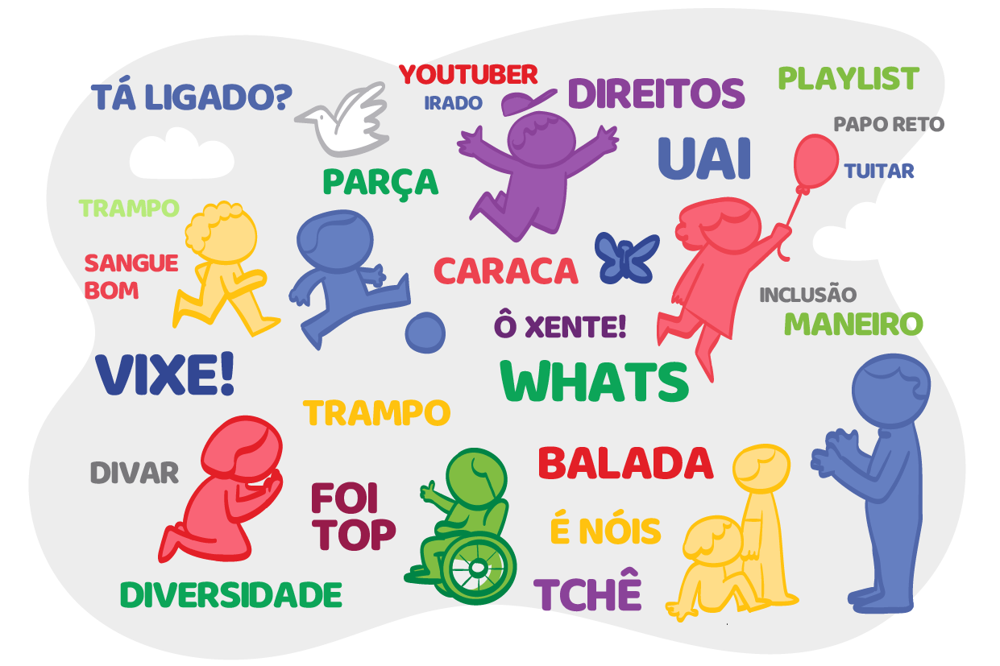 YOUTUBER
PLAYLIST
TÁ LIGADO?
IRADO
DIREITOS
PAPO RETO
PARÇA
UAI
TUITAR
TRAMPO
SANGUE
BOM
CARACA
INCLUSÃO
Ô XENTE!
MANEIRO
VIXE!
WHATS
TRAMPO
DIVAR
BALADA
FOI
TOP
É NÓIS
DIVERSIDADE
TCHÊ